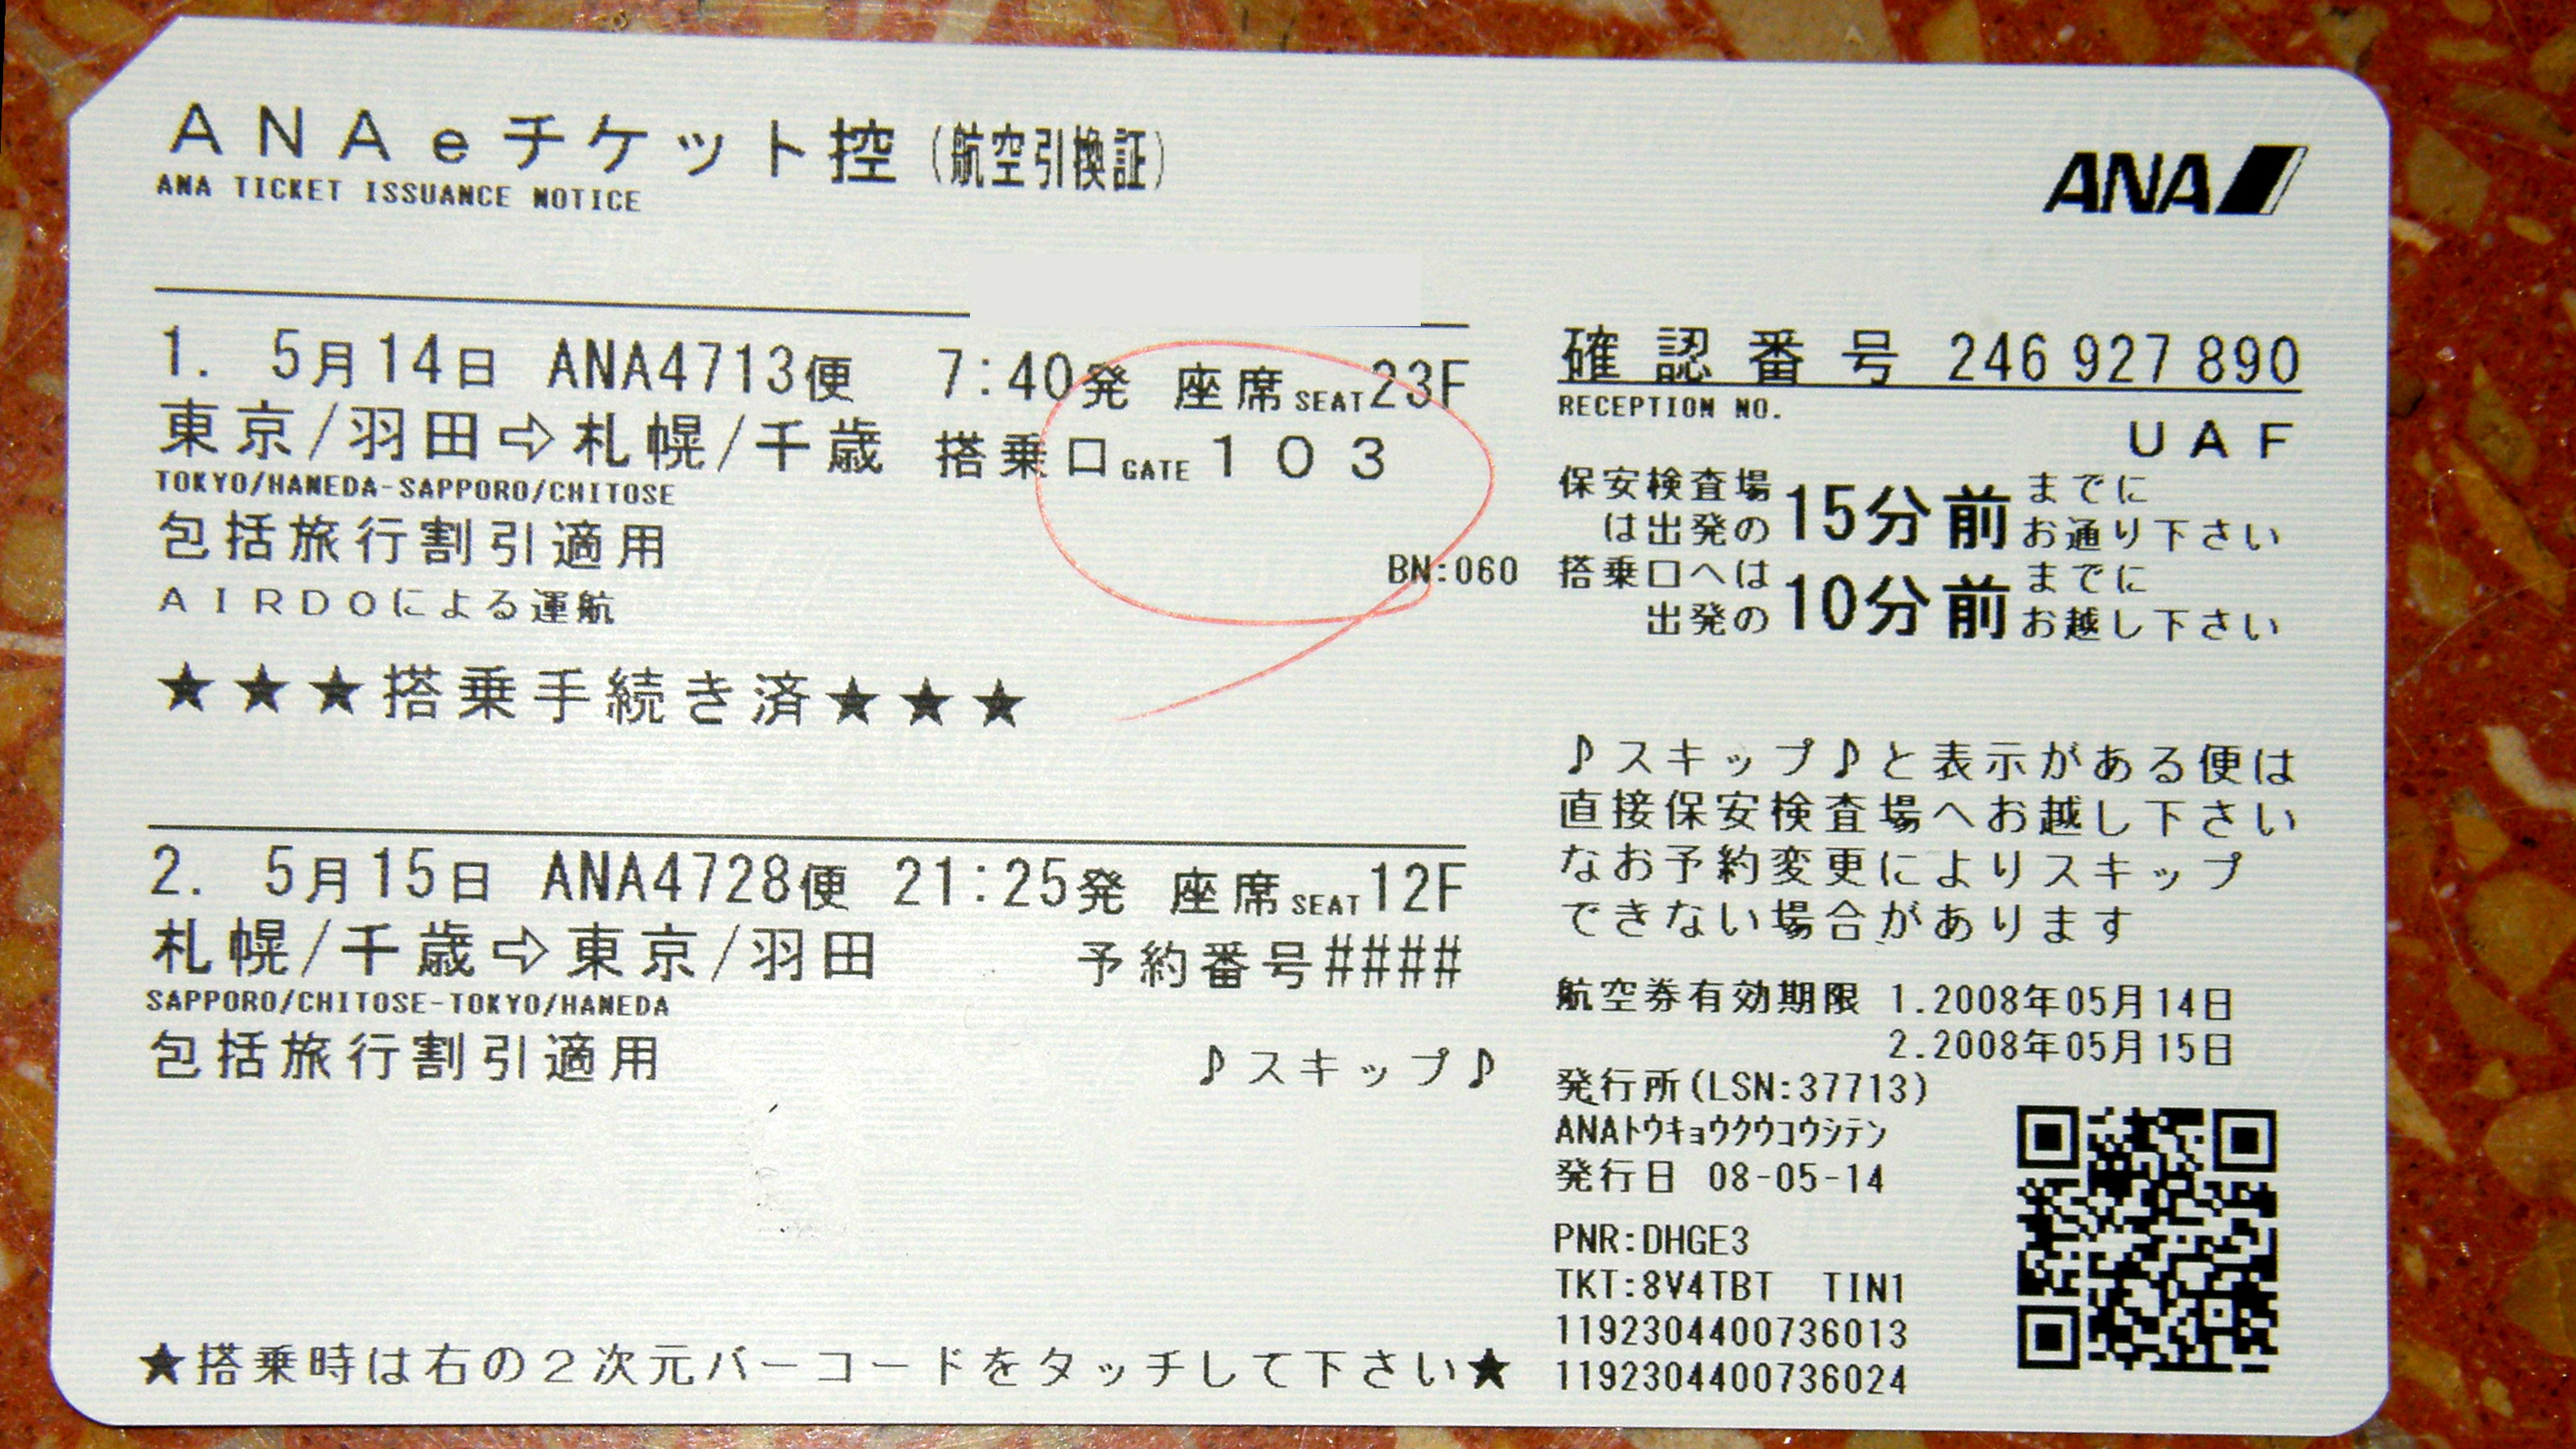 ANAeチケット控(航空引換証)
ANA TICKET ISSUANCE NOTICE
ANA
1. 5月14日 ANA4713便 7:40発 座席SEAT23F
東京/羽田⇨札幌/千歳 搭乗口GATE 103
TOKYO/HANEDA-SAPPORO/CHITOSE
包括旅行割引適用
BN:060
AIRDOによる運航
★★★搭乗手続き済★★★
2. 5月15日 ANA4728便 21:25発 座席SEAT12F
札幌/千歳⇨東京/羽田 予約番号####
SAPPORO/CHITOSE-TOKYO/HANEDA
包括旅行割引適用
♪スキップ♪
★搭乗時は右の2次元バーコードをタッチして下さい★
確認番号 246 927 890
RECEPTION NO.
UAF
保安検査場は出発の15分前までにお通り下さい
搭乗口へは出発の10分前までにお越し下さい
♪スキップ♪と表示がある便は
直接保安検査場へお越し下さい
なお予約変更によりスキップ
できない場合があります
航空券有効期限 1.2008年05月14日
2.2008年05月15日
発行所(LSN:37713)
ANAトウキョウクウコウシテン
発行日 08-05-14
PNR:DHGE3
TKT:8V4TBT TIN1
1192304400736013
1192304400736024